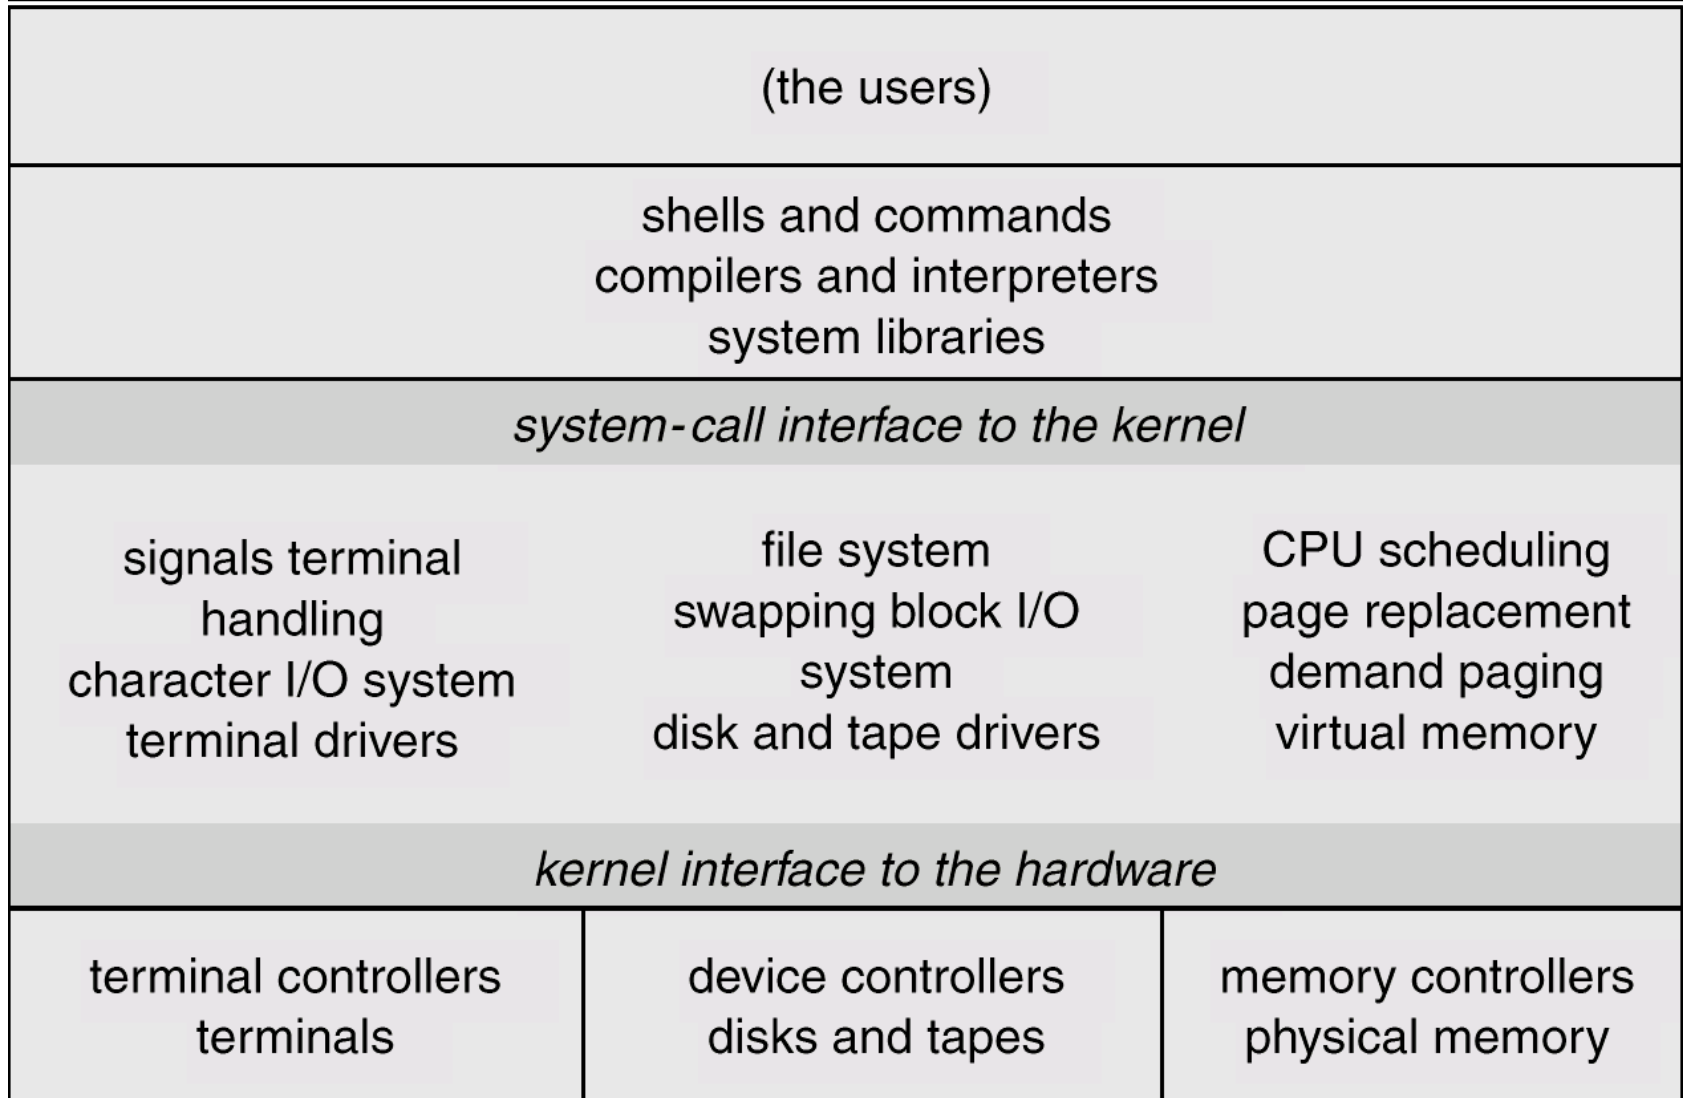 (the users)
shells and commands
compilers and interpreters
system libraries
system-call interface to the kernel
signals terminal
handling
character I/O system
terminal drivers
file system
swapping block I/O
system
disk and tape drivers
CPU scheduling
page replacement
demand paging
virtual memory
kernel interface to the hardware
terminal controllers
terminals
device controllers
disks and tapes
memory controllers
physical memory